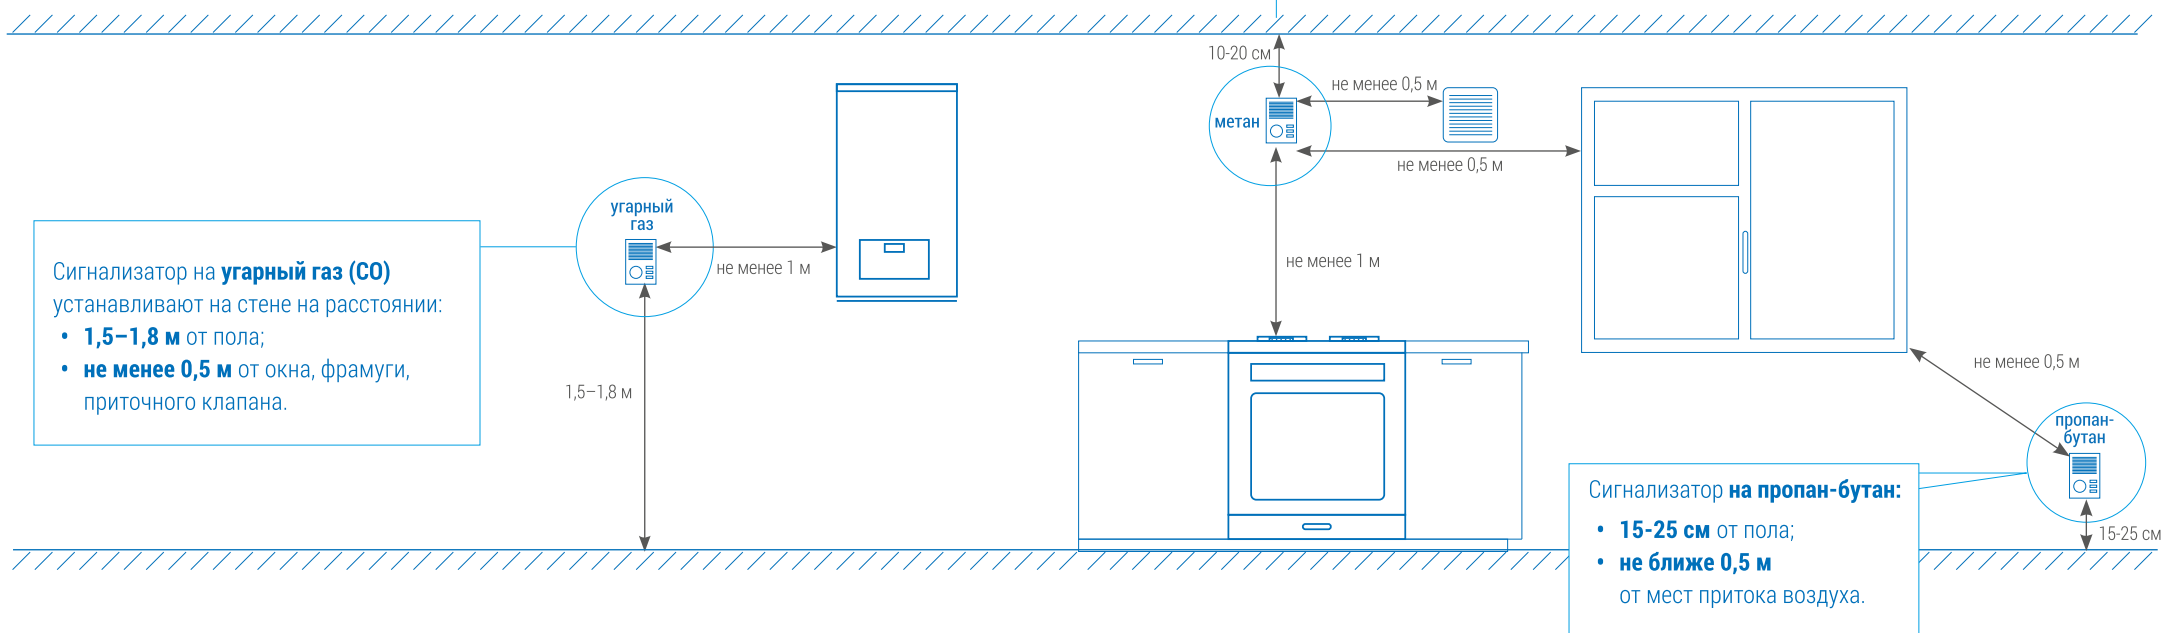 10-20 см
не менее 0,5 м
метан
не менее 0,5 м
угарный
газ
не менее 1 м
не менее 1 м
Сигнализатор на угарный газ (СО)
устанавливают на стене на расстоянии:
• 1,5–1,8 м от пола;
• не менее 0,5 м от окна, фрамуги,
приточного клапана.
1,5–1,8 м
не менее 0,5 м
пропан-
бутан
Сигнализатор на пропан-бутан:
• 15-25 см от пола;
• не ближе 0,5 м
от мест притока воздуха.
15-25 см